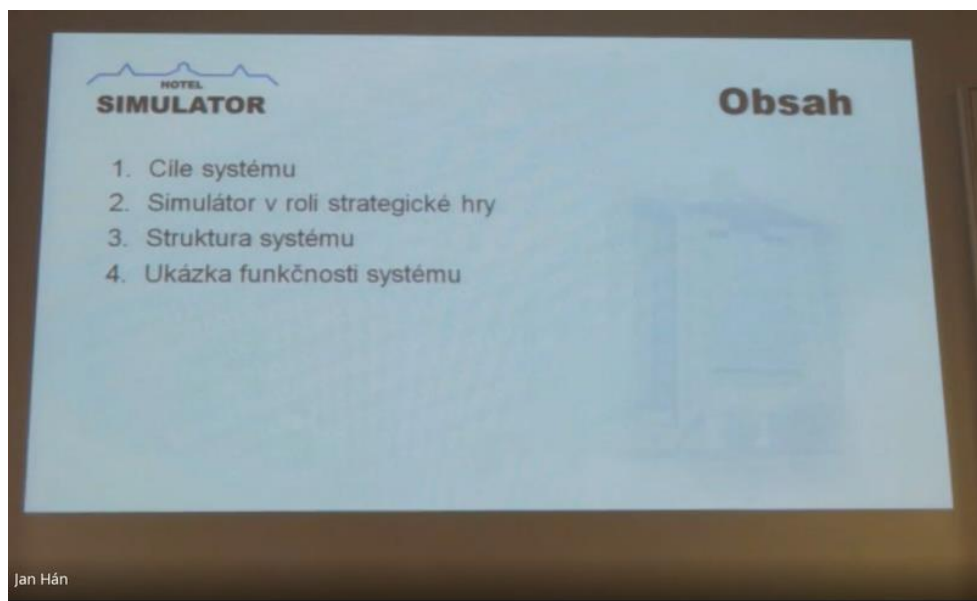 HOTEL
SIMULATOR
Obsah
1. Cíle systému
2. Simulátor v roli strategické hry
3. Struktura systému
4. Ukázka funkčnosti systému
Jan Hán